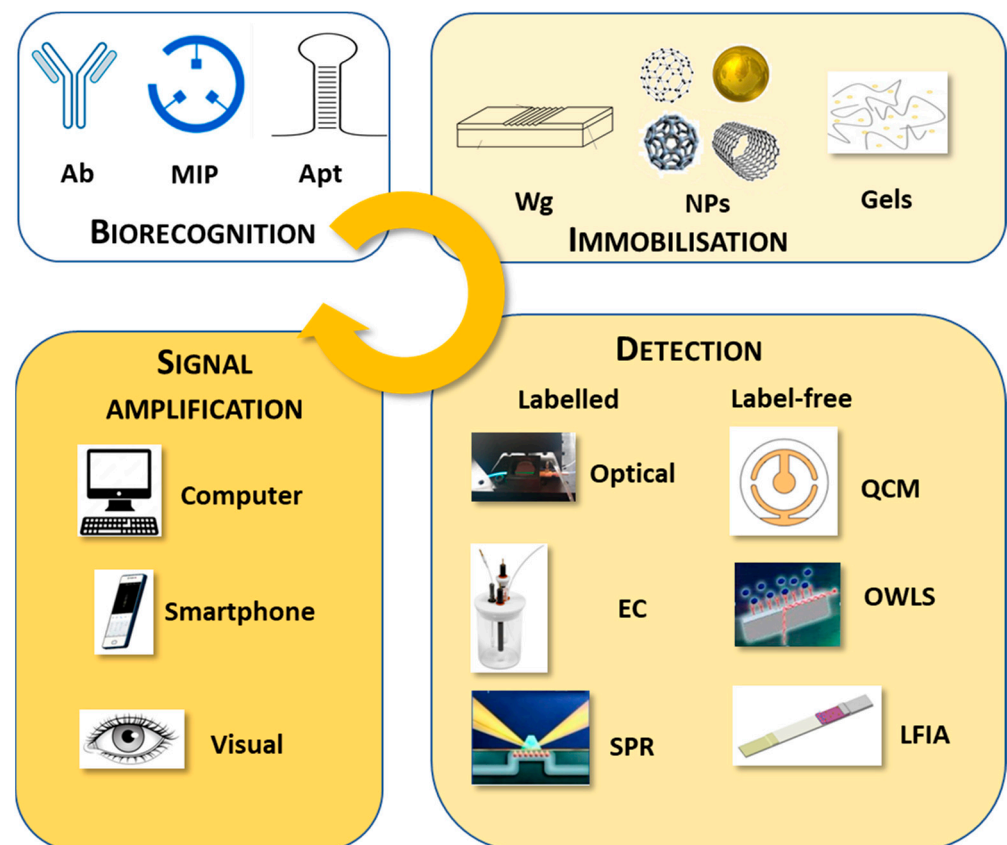 Ab
MIP
Apt
BIORECOGNITION
Wg
NPs
Gels
IMMOBILISATION
SIGNAL
AMPLIFICATION
Computer
Smartphone
Visual
DETECTION
Labelled
Label-free
Optical
QCM
EC
OWLS
SPR
LFIA